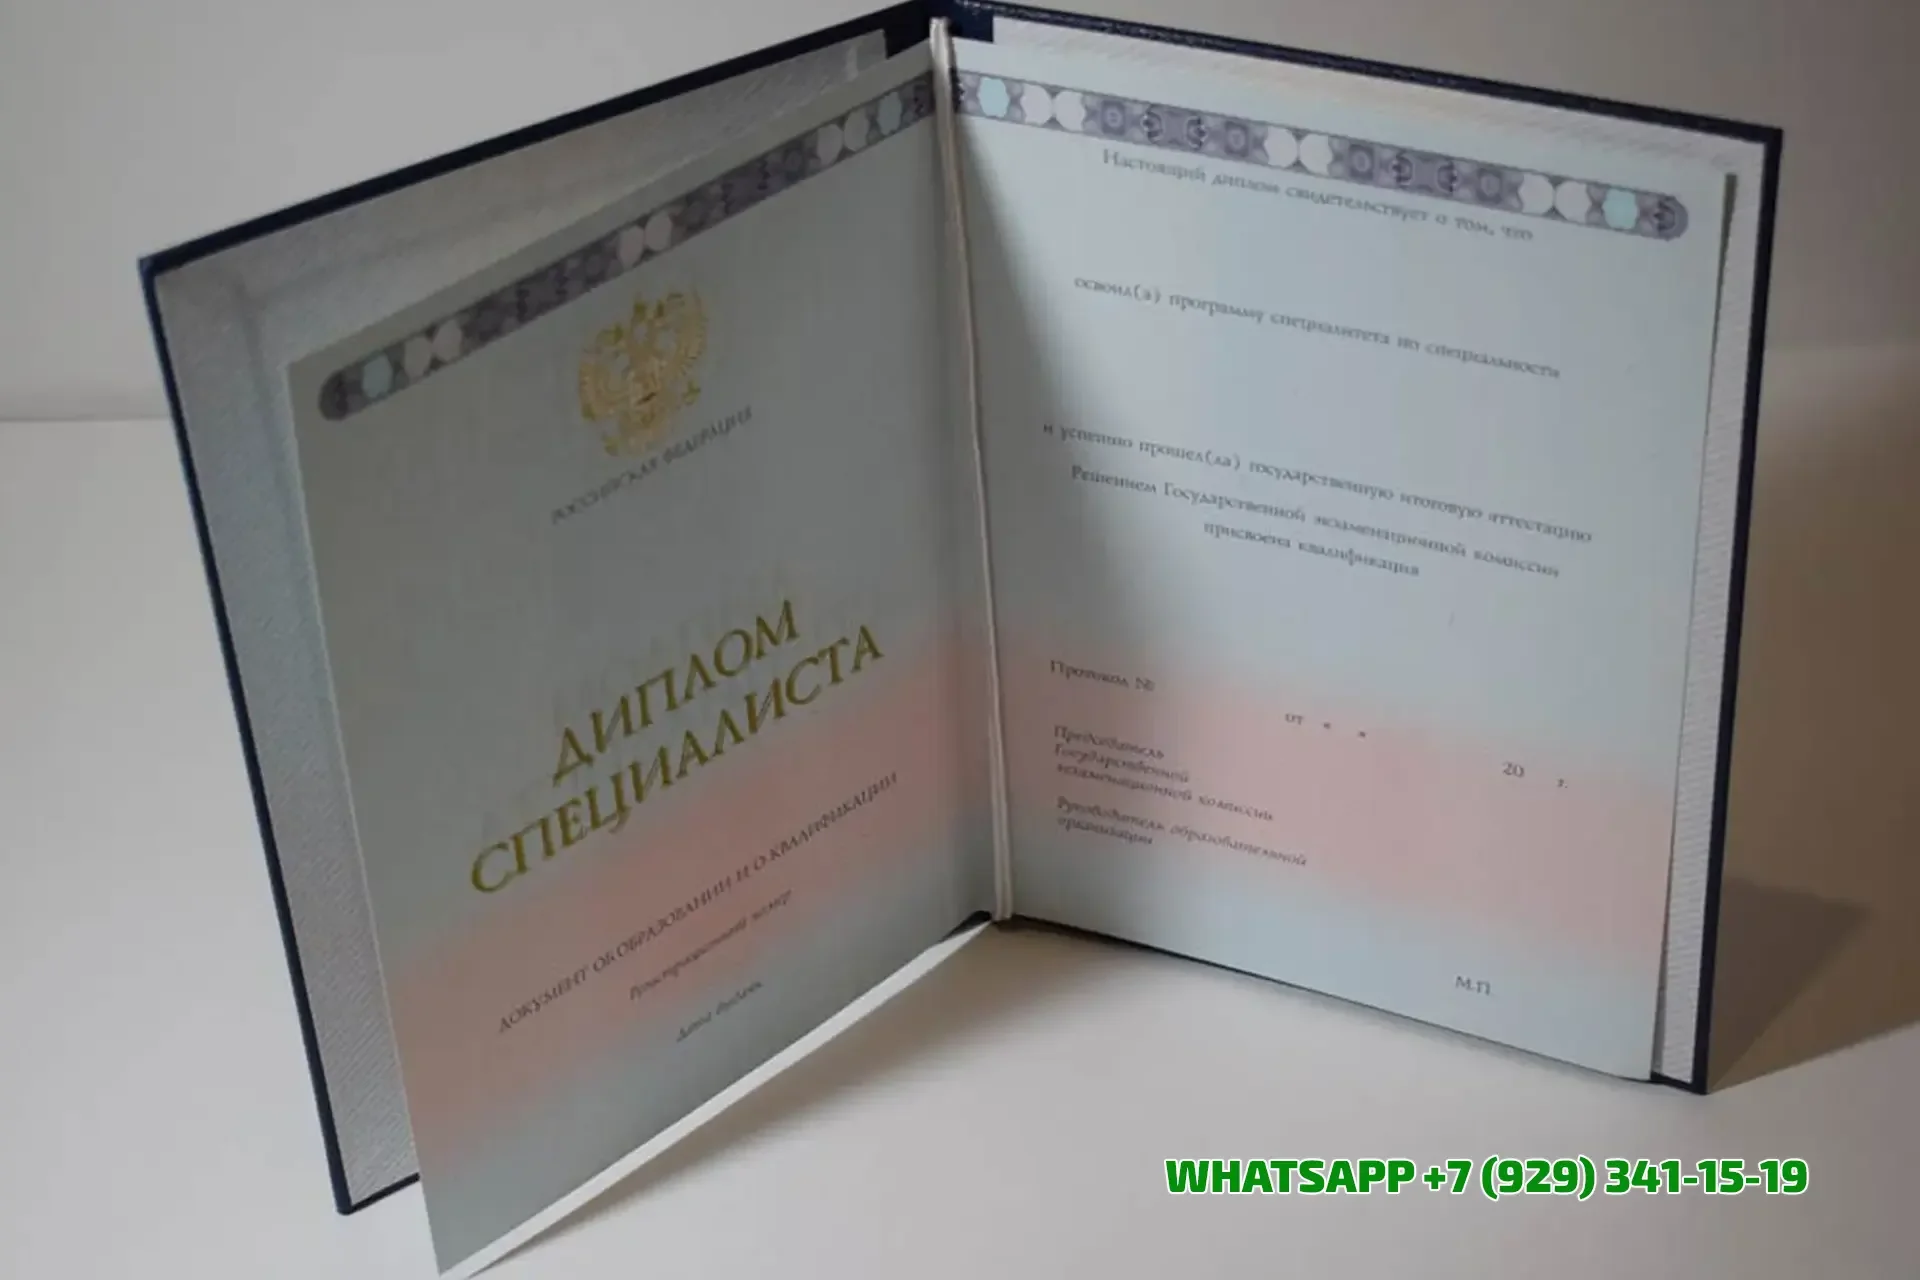 РОССИЙСКАЯ ФЕДЕРАЦИЯ
ДИПЛОМ
СПЕЦИАЛИСТА
ДОКУМЕНТ ОБ ОБРАЗОВАНИИ И О КВАЛИФИКАЦИИ
Регистрационный номер
Дата выдачи
Настоящий диплом свидетельствует о том, что
освоил(а) программу специалитета по специальности
и успешно прошел(ла) государственную итоговую аттестацию
Решением Государственной экзаменационной комиссии
присвоена квалификация
Протокол №
от « »
20 г.
Председатель
Государственной
экзаменационной комиссии
Руководитель образовательной
организации
М.П.
WHATSAPP +7 (929) 341-15-19